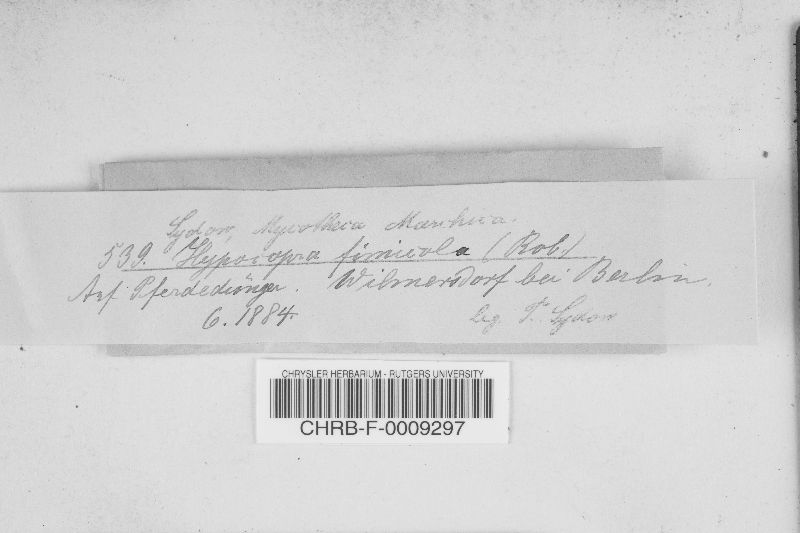 Sydow, Mycotheca Marchica.
539. Hypocopra fimicola (Rob.)
Auf Pferdedünger. Wilmersdorf bei Berlin.
6. 1884. leg. P. Sydow
CHRYSLER HERBARIUM - RUTGERS UNIVERSITY
CHRB-F-0009297